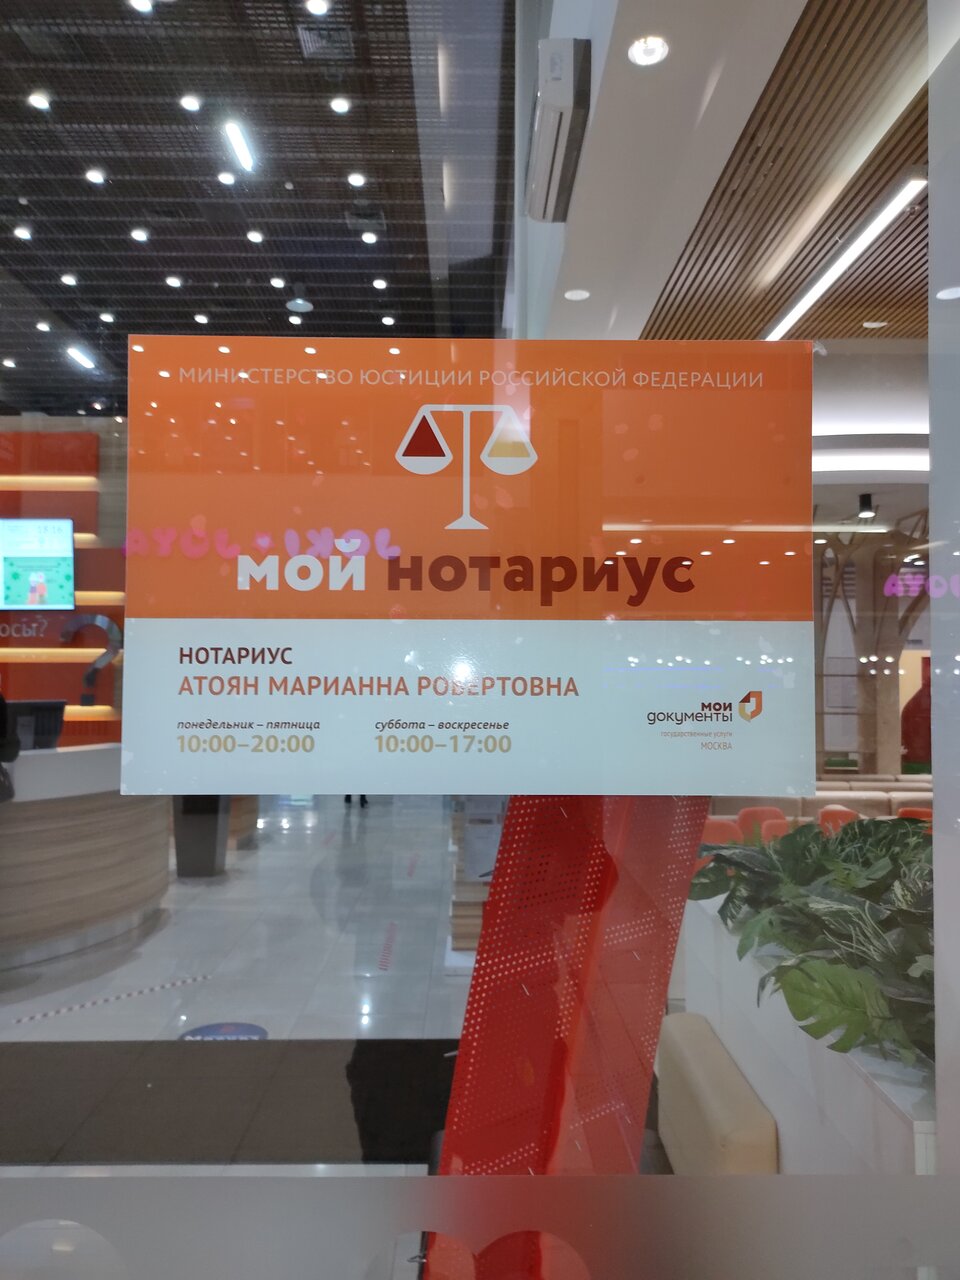 МИНИСТЕРСТВО ЮСТИЦИИ РОССИЙСКОЙ ФЕДЕРАЦИИ
мой нотариус
НОТАРИУС
АТОЯН МАРИАННА РОБЕРТОВНА
понедельник – пятница
10:00–20:00
суббота – воскресенье
10:00–17:00
мои
документы
государственные услуги
МОСКВА